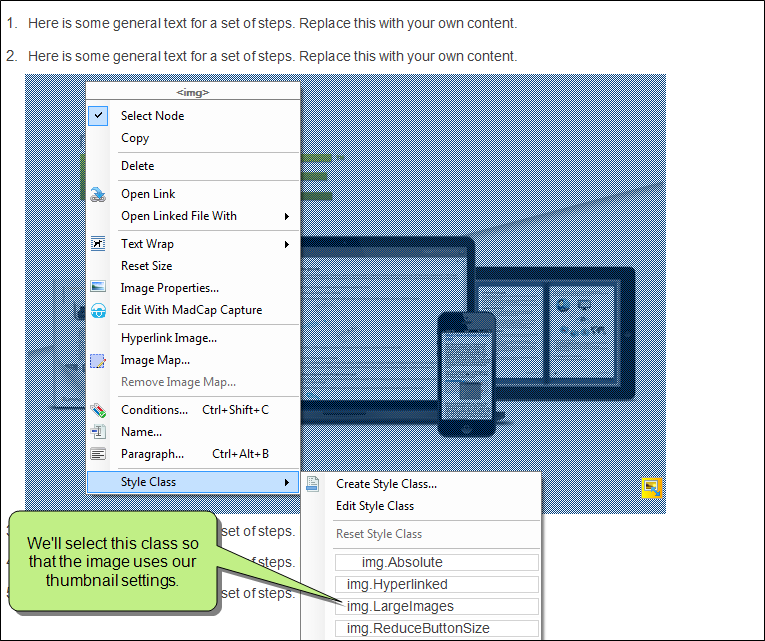 1. Here is some general text for a set of steps. Replace this with your own content.
2. Here is some general text for a set of steps. Replace this with your own content.
<img>
Select Node
Copy
Delete
Open Link
Open Linked File With
Text Wrap
Reset Size
Image Properties...
Edit With MadCap Capture
Hyperlink Image...
Image Map...
Remove Image Map...
Conditions... Ctrl+Shift+C
Name...
Paragraph... Ctrl+Alt+B
Style Class
Create Style Class...
Edit Style Class
Reset Style Class
img.Absolute
img.Hyperlinked
img.LargeImages
img.ReduceButtonSize
set of steps.
set of steps.
set of steps.
We'll select this class so
that the image uses our
thumbnail settings.